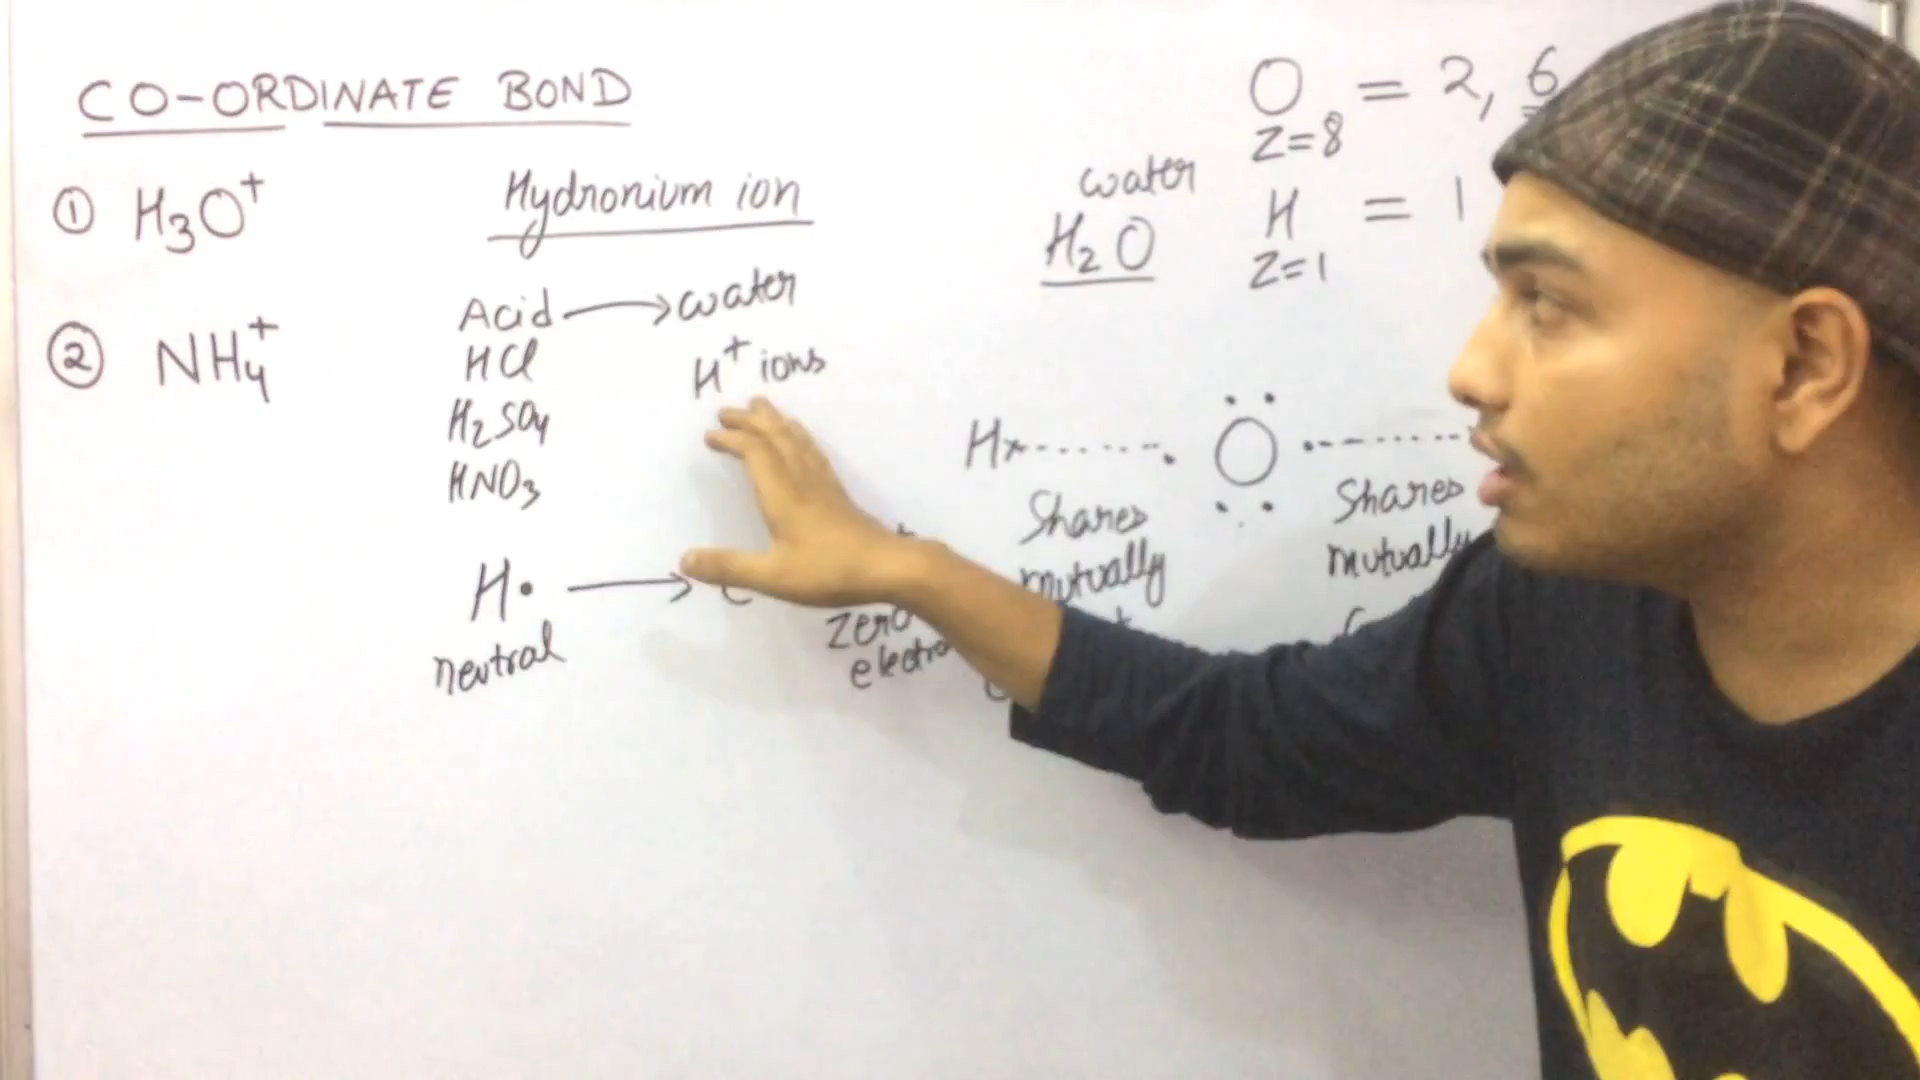 CO-ORDINATE BOND
① H₃O⁺
Hydronium ion
② NH₄⁺
Acid ⟶ water
HCl
H⁺ ions
H₂SO₄
HNO₃
H• ⟶
neutral
zero
O = 2, 6
Z=8
water
H₂O
H = 1
Z=1
Hx······• O •······
Shares
mutually
Shares
mutually